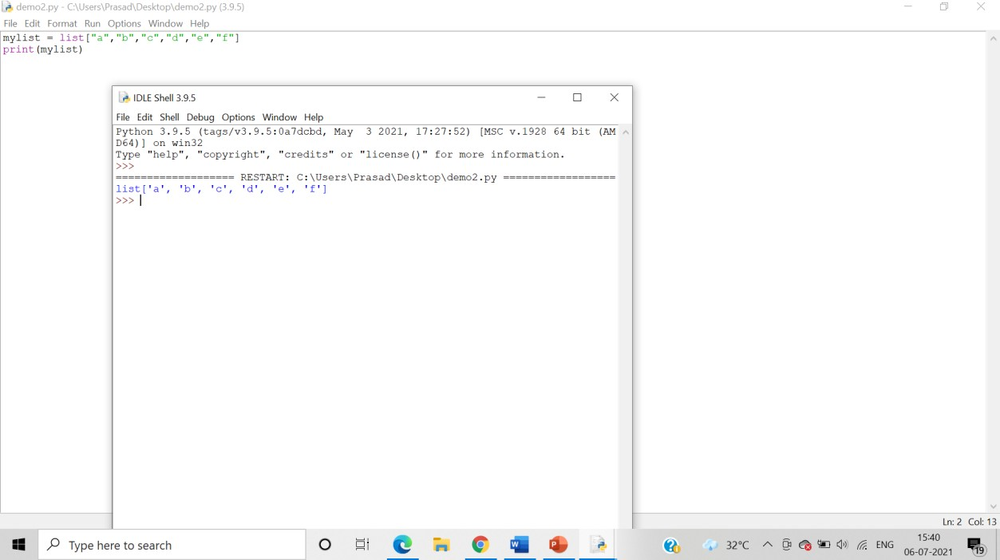 demo2.py - C:\Users\Prasad\Desktop\demo2.py (3.9.5)
File Edit Format Run Options Window Help
mylist = list["a","b","c","d","e","f"]
print(mylist)
IDLE Shell 3.9.5
File Edit Shell Debug Options Window Help
Python 3.9.5 (tags/v3.9.5:0a7dcbd, May  3 2021, 17:27:52) [MSC v.1928 64 bit (AM
D64)] on win32
Type "help", "copyright", "credits" or "license()" for more information.
>>>
=================== RESTART: C:\Users\Prasad\Desktop\demo2.py ==================
list['a', 'b', 'c', 'd', 'e', 'f']
>>>
Ln: 2 Col: 13
Type here to search
32°C
ENG
15:40
06-07-2021
19